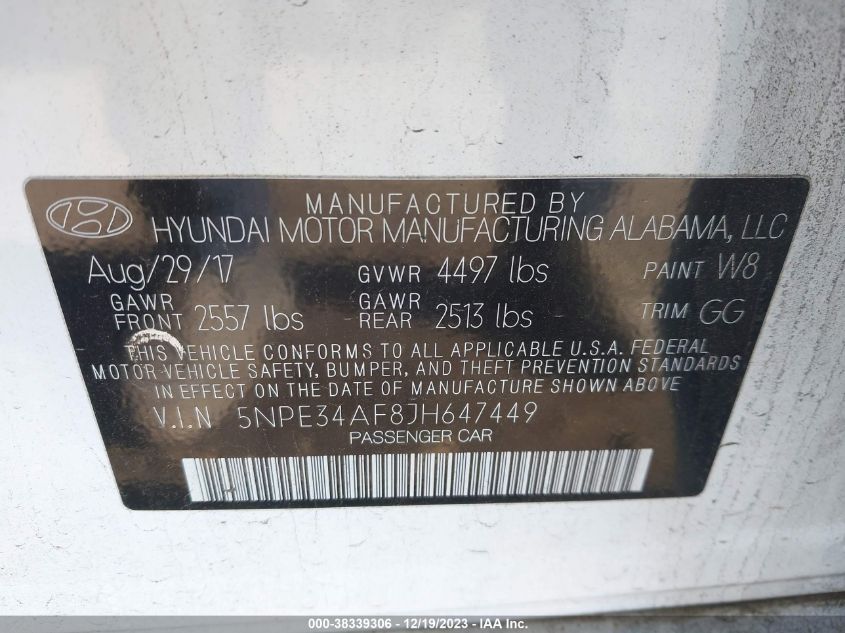 MANUFACTURED BY
HYUNDAI MOTOR MANUFACTURING ALABAMA, LLC
Aug/29/17 GVWR 4497 lbs PAINT W8
GAWR FRONT 2557 lbs GAWR REAR 2513 lbs TRIM GG
THIS VEHICLE CONFORMS TO ALL APPLICABLE U.S.A. FEDERAL
MOTOR-VEHICLE SAFETY, BUMPER, AND THEFT PREVENTION STANDARDS
IN EFFECT ON THE DATE OF MANUFACTURE SHOWN ABOVE
V.I.N 5NPE34AF8JH647449
PASSENGER CAR
000-38339306 - 12/19/2023 - IAA Inc.